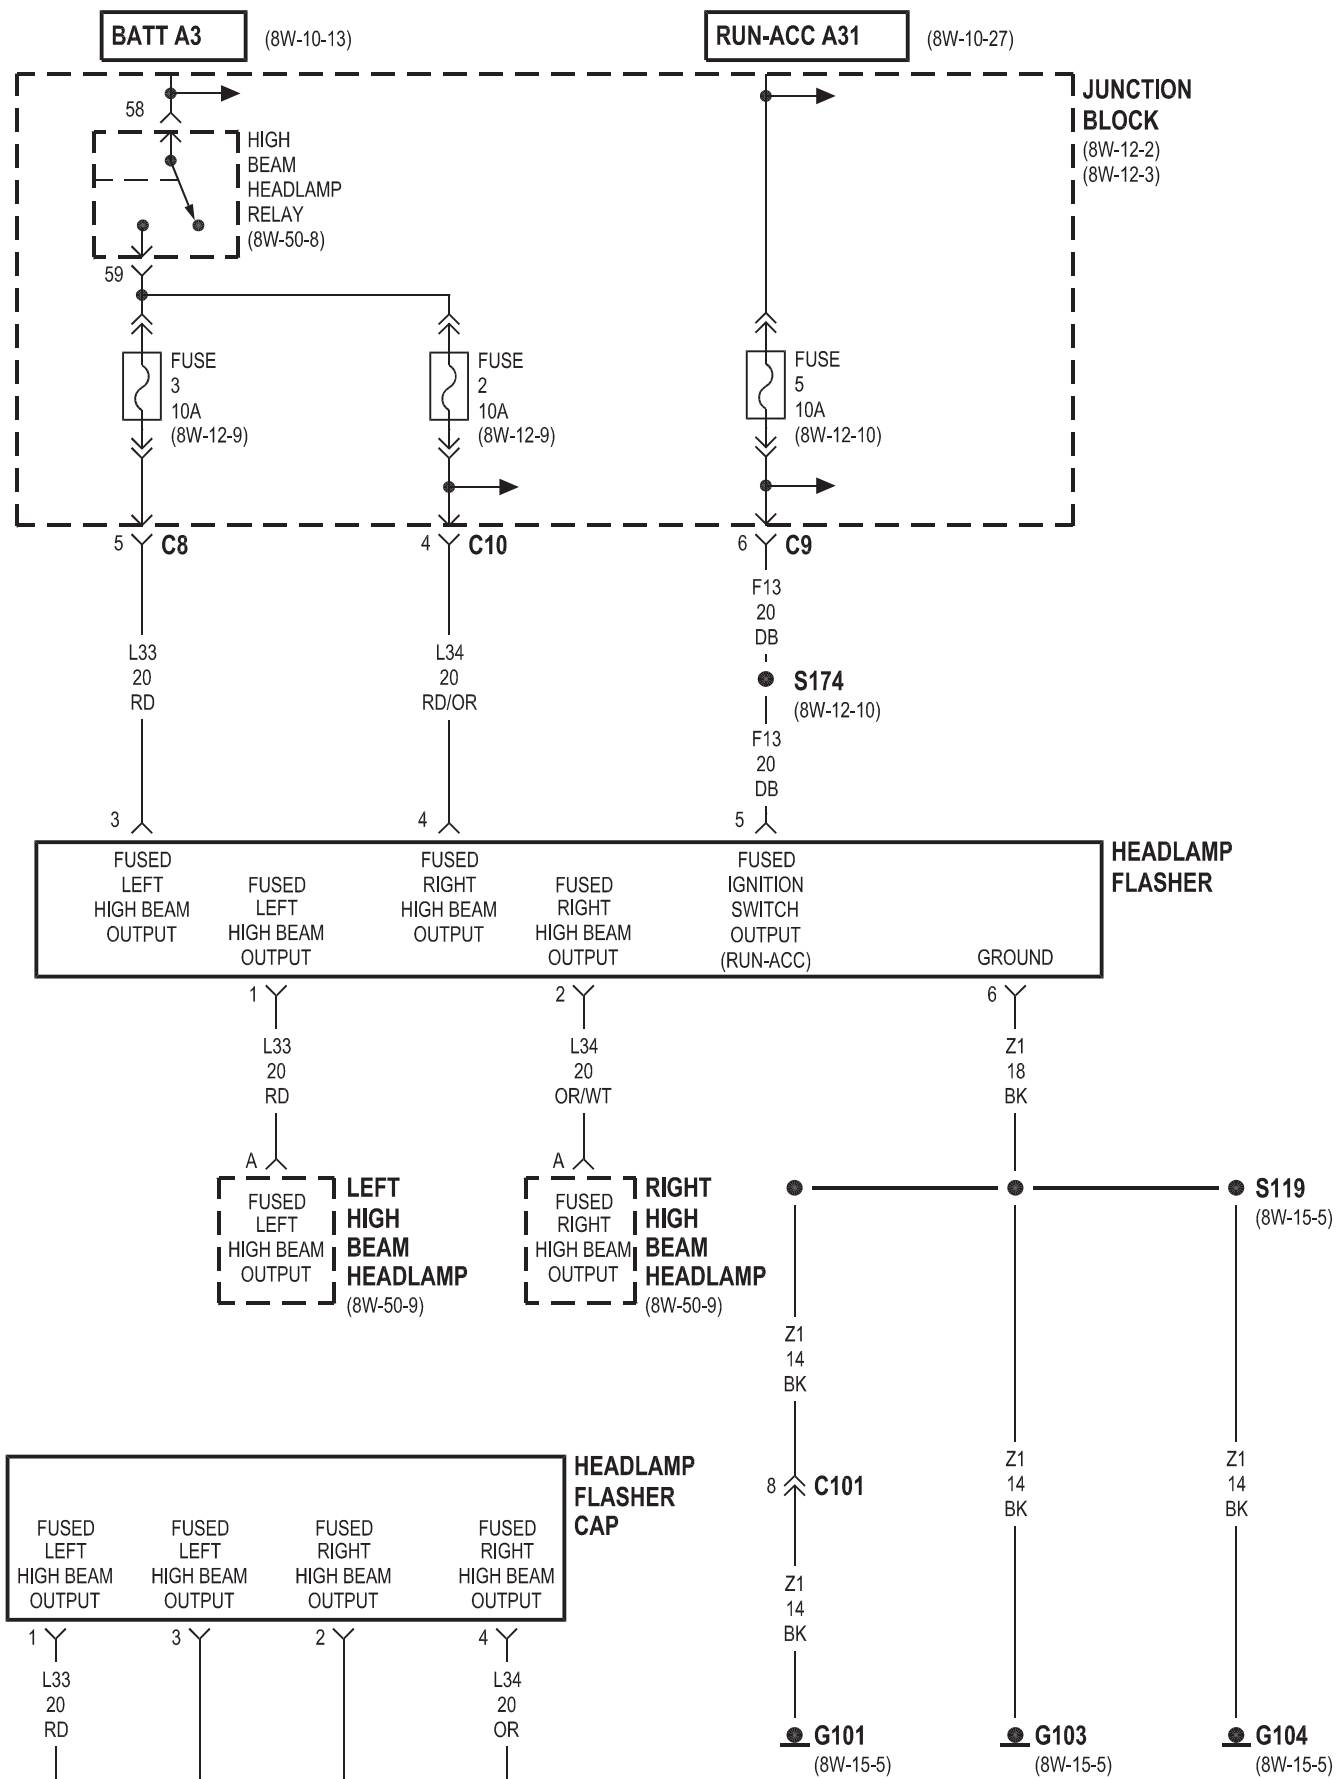 BATT A3
(8W-10-13)
RUN-ACC A31
(8W-10-27)
JUNCTION
BLOCK
(8W-12-2)
(8W-12-3)
58
HIGH
BEAM
HEADLAMP
RELAY
(8W-50-8)
59
FUSE
3
10A
(8W-12-9)
FUSE
2
10A
(8W-12-9)
FUSE
5
10A
(8W-12-10)
5
C8
4
C10
6
C9
L33
20
RD
L34
20
RD/OR
F13
20
DB
S174
(8W-12-10)
F13
20
DB
3
4
5
HEADLAMP
FLASHER
FUSED
LEFT
HIGH BEAM
OUTPUT
FUSED
LEFT
HIGH BEAM
OUTPUT
FUSED
RIGHT
HIGH BEAM
OUTPUT
FUSED
RIGHT
HIGH BEAM
OUTPUT
FUSED
IGNITION
SWITCH
OUTPUT
(RUN-ACC)
GROUND
1
2
6
L33
20
RD
L34
20
OR/WT
Z1
18
BK
A
FUSED
LEFT
HIGH BEAM
OUTPUT
LEFT
HIGH
BEAM
HEADLAMP
(8W-50-9)
A
FUSED
RIGHT
HIGH BEAM
OUTPUT
RIGHT
HIGH
BEAM
HEADLAMP
(8W-50-9)
S119
(8W-15-5)
Z1
14
BK
8
C101
Z1
14
BK
Z1
14
BK
Z1
14
BK
HEADLAMP
FLASHER
CAP
FUSED
LEFT
HIGH BEAM
OUTPUT
FUSED
LEFT
HIGH BEAM
OUTPUT
FUSED
RIGHT
HIGH BEAM
OUTPUT
FUSED
RIGHT
HIGH BEAM
OUTPUT
1
3
2
4
L33
20
RD
L34
20
OR
G101
(8W-15-5)
G103
(8W-15-5)
G104
(8W-15-5)